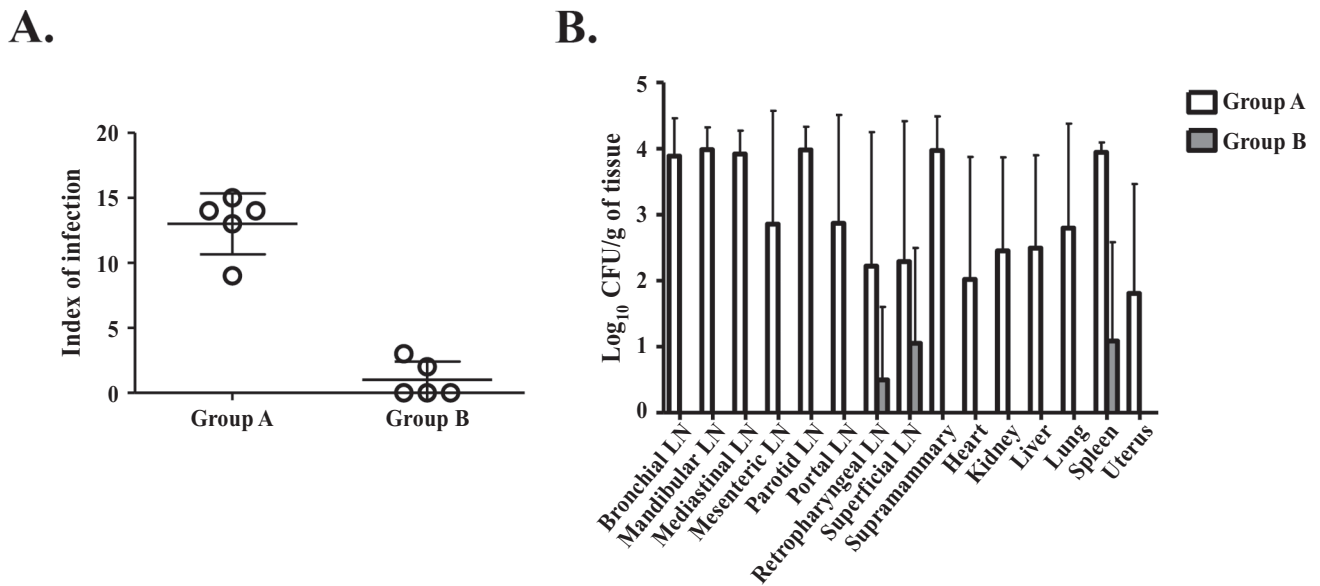 A.
Index of infection
20
15
10
5
0
Group A
Group B
B.
Log10 CFU/g of tissue
5
4
3
2
1
0
Bronchial LN
Mandibular LN
Mediastinal LN
Mesenteric LN
Parotid LN
Portal LN
Retropharyngeal LN
Superficial LN
Supramammary
Heart
Kidney
Liver
Lung
Spleen
Uterus
Group A
Group B